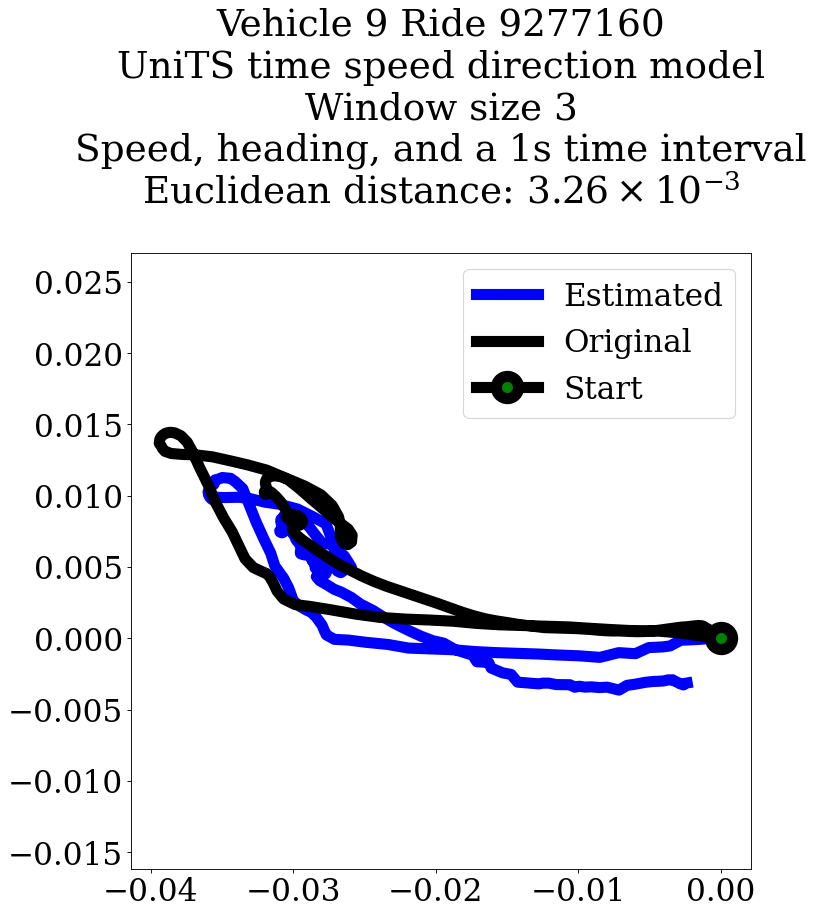 Vehicle 9 Ride 9277160
UniTS time speed direction model
Window size 3
Speed, heading, and a 1s time interval
Euclidean distance: 3.26 × 10⁻³
Estimated
Original
Start
0.025
0.020
0.015
0.010
0.005
0.000
−0.005
−0.010
−0.015
−0.04 −0.03 −0.02 −0.01 0.00